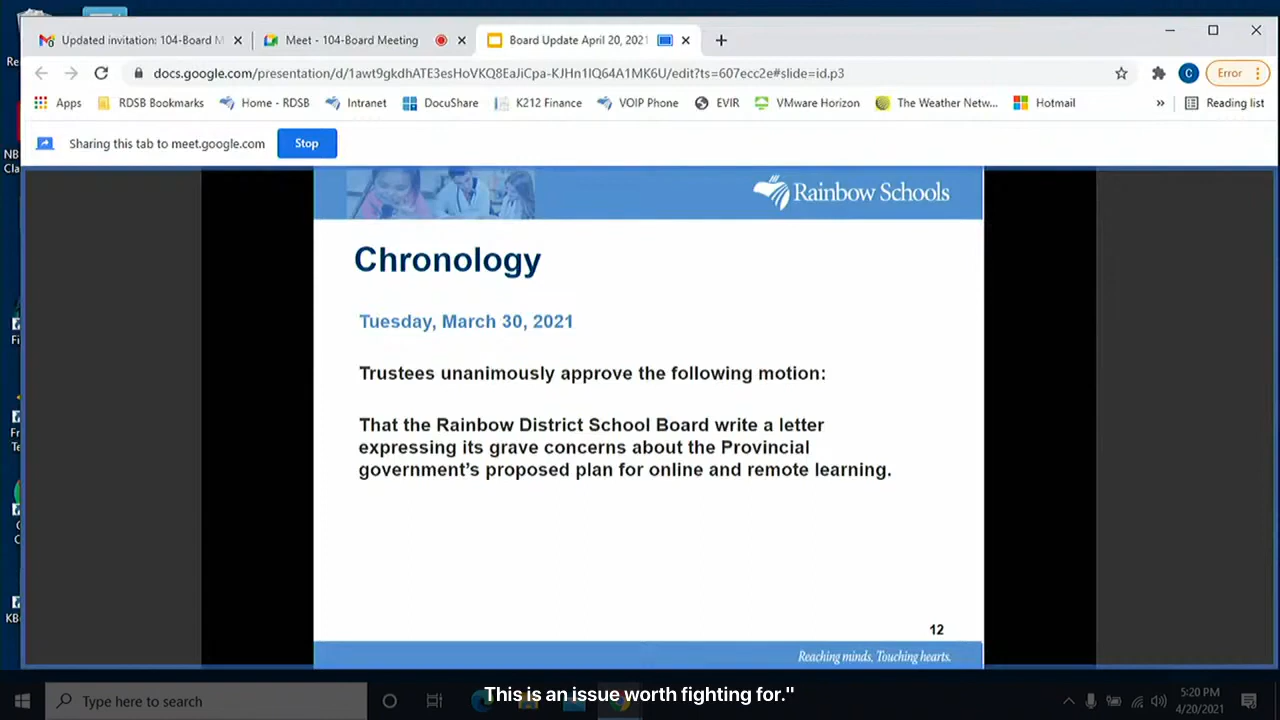 Updated invitation: 104-Board M
Meet - 104-Board Meeting
Board Update April 20, 2021
docs.google.com/presentation/d/1awt9gkdhATE3esHoVKQ8EaJiCpa-KJHn1IQ64A1MK6U/edit?ts=607ecc2e#slide=id.p3
C
Error
Apps
RDSB Bookmarks
Home - RDSB
Intranet
DocuShare
K212 Finance
VOIP Phone
EVIR
VMware Horizon
The Weather Netw...
Hotmail
»
Reading list
Sharing this tab to meet.google.com
Stop
Rainbow Schools
Chronology
Tuesday, March 30, 2021
Trustees unanimously approve the following motion:
That the Rainbow District School Board write a letter
expressing its grave concerns about the Provincial
government's proposed plan for online and remote learning.
12
Reaching minds. Touching hearts.
This is an issue worth fighting for."
Type here to search
5:20 PM
4/20/2021